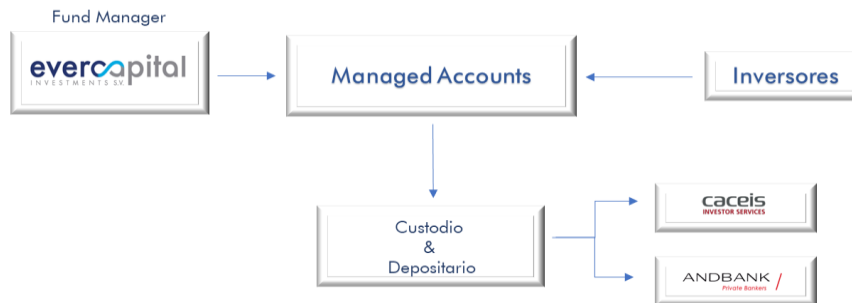 Fund Manager
evercapital
INVESTMENTS S.V.
Managed Accounts
Inversores
Custodio
&
Depositario
caceis
INVESTOR SERVICES
ANDBANK
Private Bankers